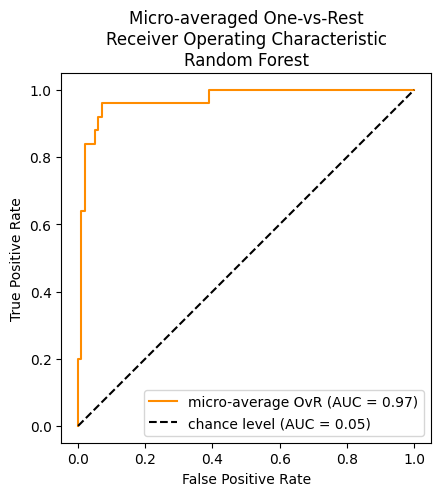 Micro-averaged One-vs-Rest
Receiver Operating Characteristic
Random Forest
True Positive Rate
1.0
0.8
0.6
0.4
0.2
0.0
micro-average OvR (AUC = 0.97)
chance level (AUC = 0.05)
0.0 0.2 0.4 0.6 0.8 1.0
False Positive Rate